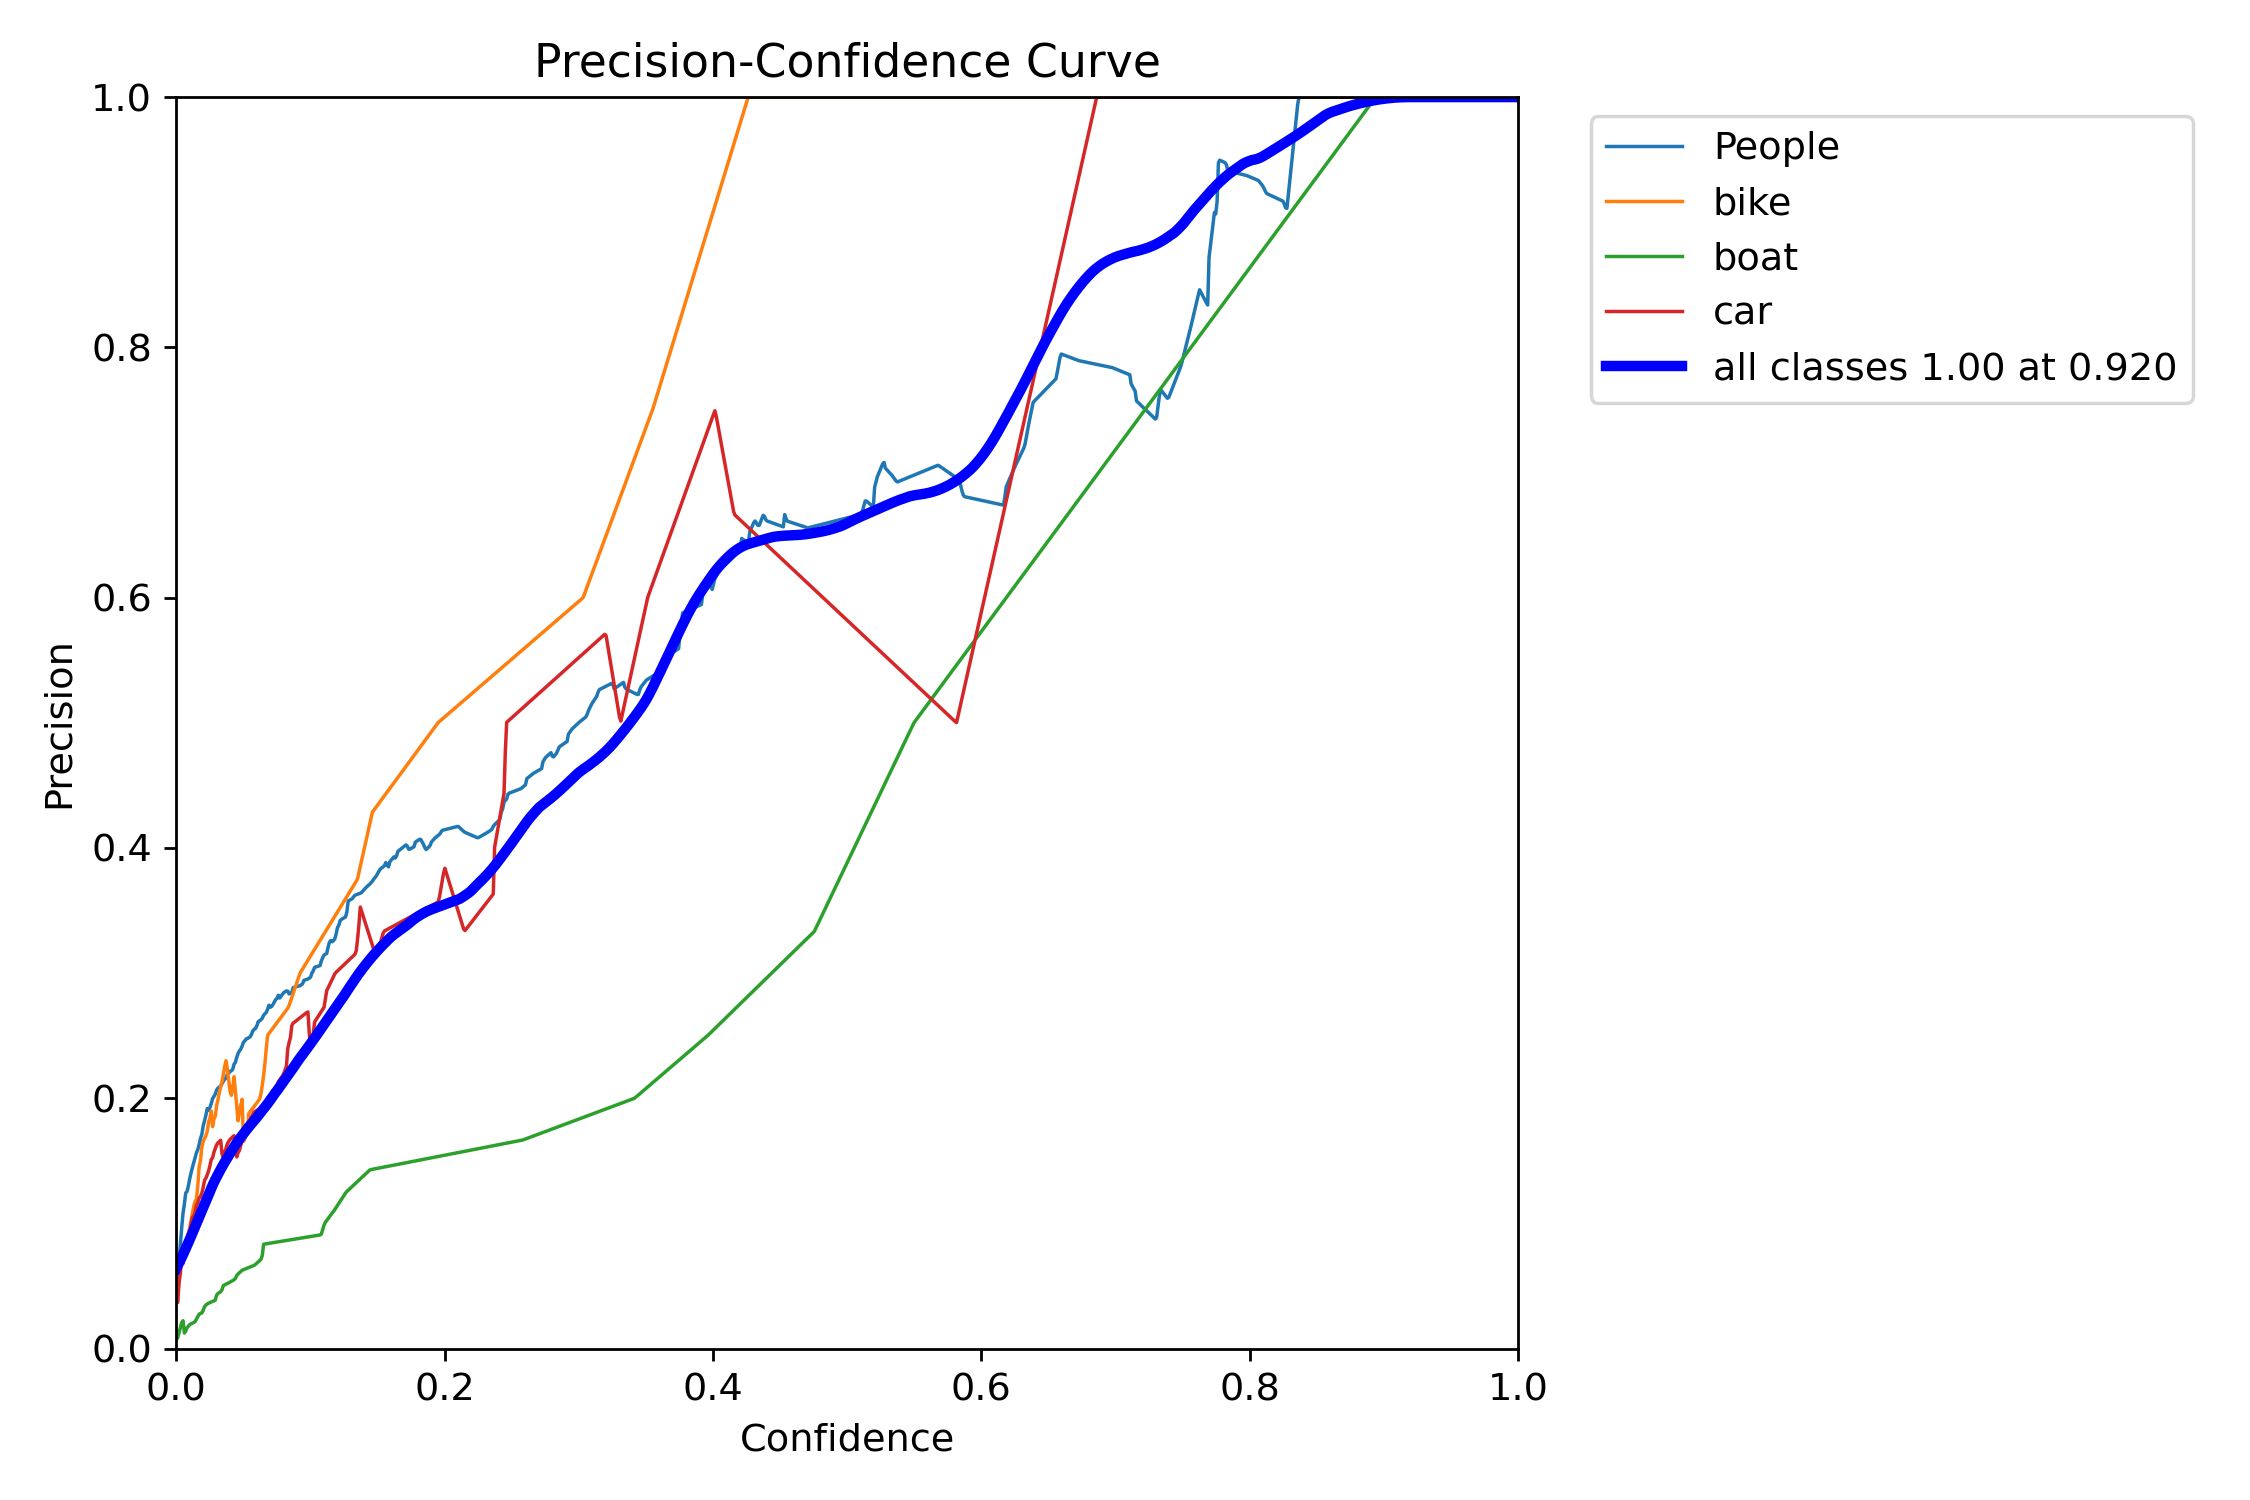 Precision-Confidence Curve
1.0
0.8
0.6
0.4
0.2
0.0
Precision
0.0 0.2 0.4 0.6 0.8 1.0
Confidence
People
bike
boat
car
all classes 1.00 at 0.920